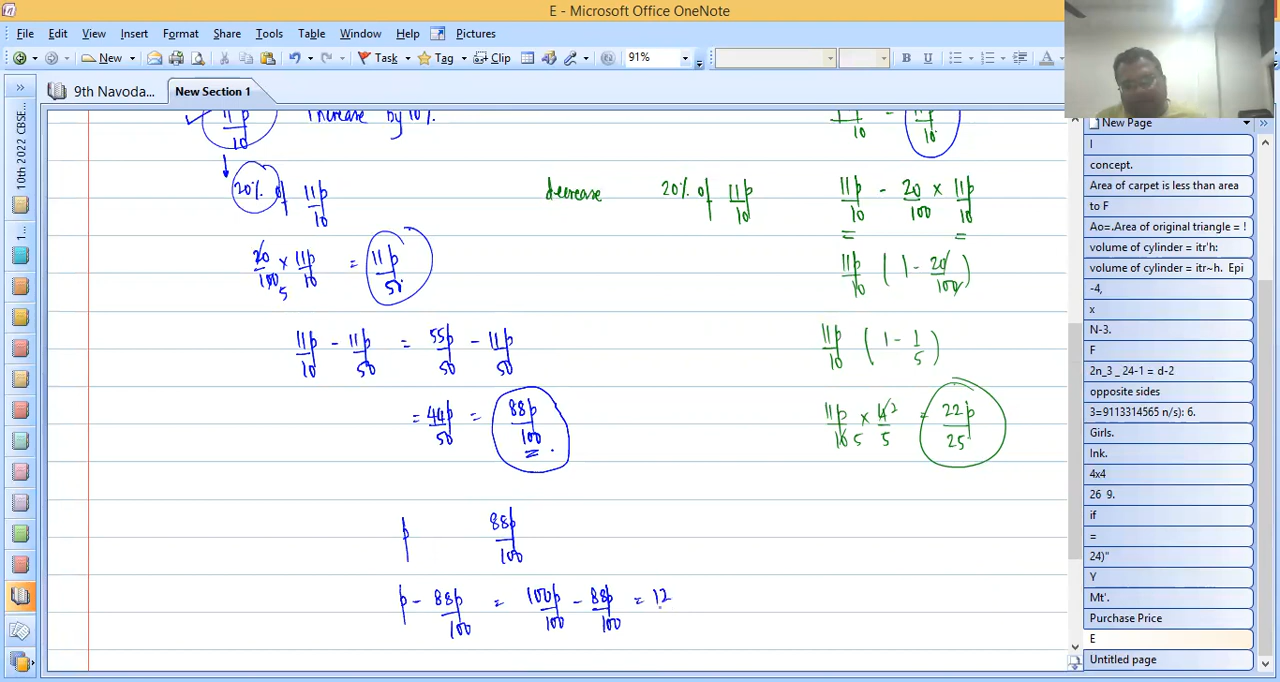 E - Microsoft Office OneNote
File Edit View Insert Format Share Tools Table Window Help Pictures
Back New Task Tag Clip 91% B U A
9th Navoda... New Section 1
10th 2022 CBSE.
11p/10 increase by 10%.
20% of 11p/10
20/100 5 x 11p/10 = 11p/50
11p/10 - 11p/50 = 55p/50 - 11p/50
= 44p/50 = 88p/100
p 88p/100
p - 88p/100 = 100p/100 - 88p/100 = 12
decrease 20% of 11p/10
11p/10 - 20/100 x 11p/10
11p/10 (1 - 20/100)
11p/10 (1 - 1/5)
11p/10 5 x 4 2/5 = 22p/25
New Page
I
concept.
Area of carpet is less than area
to F
Ao=.Area of original triangle = !
volume of cylinder = itr'h:
volume of cylinder = itr~h. Epi
-4,
x
N-3.
F
2n_3 _ 24-1 = d-2
opposite sides
3=9113314565 n/s): 6.
Girls.
Ink.
4x4
26 9.
if
=
24)"
Y
Mt'.
Purchase Price
E
Untitled page